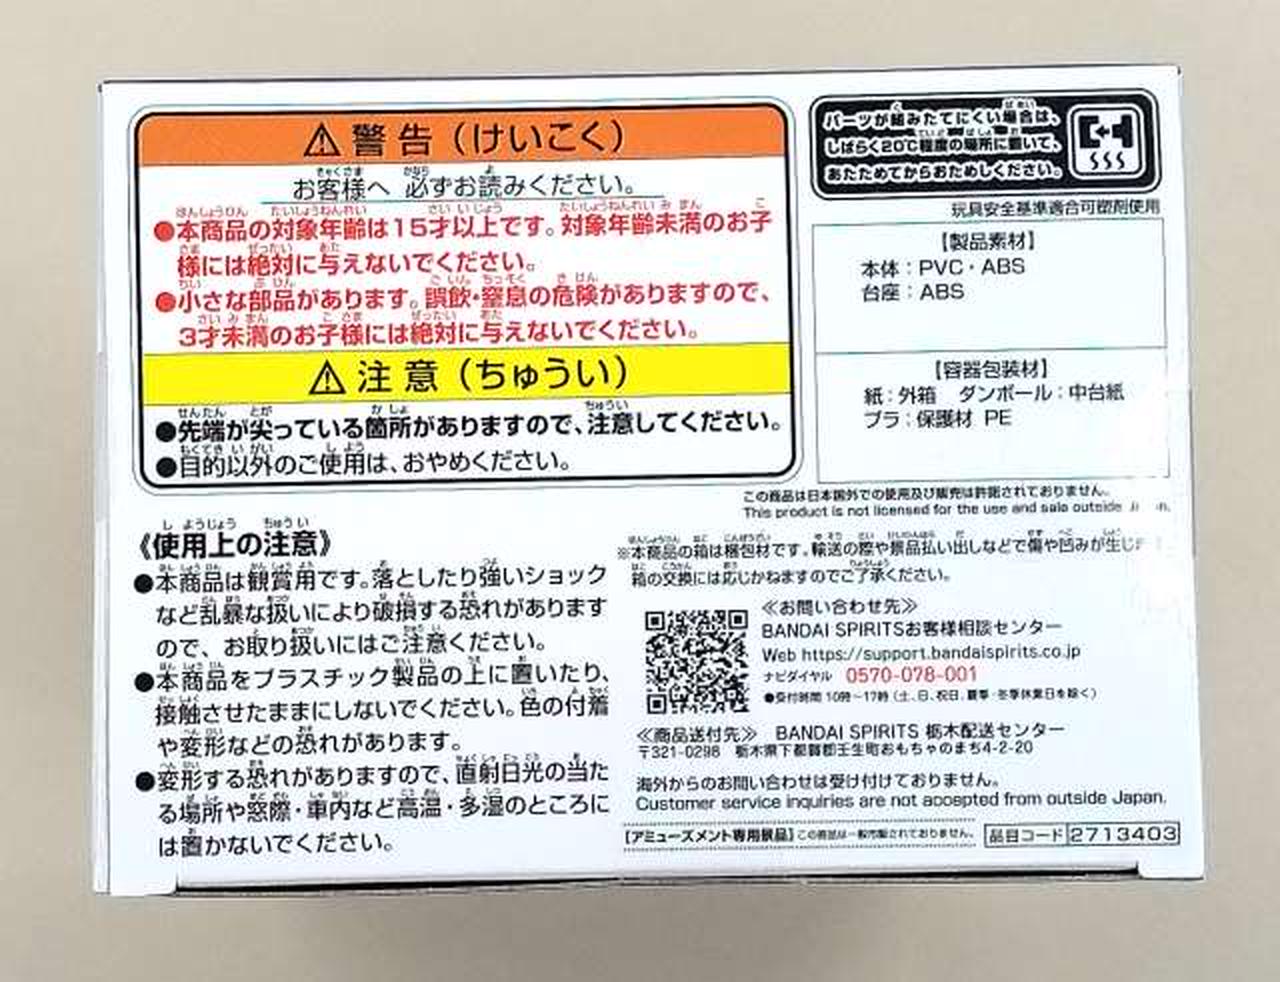 警告（けいこく）
お客様へ 必ずお読みください。
●本商品の対象年齢は15才以上です。対象年齢未満のお子
様には絶対に与えないでください。
●小さな部品があります。誤飲・窒息の危険がありますので、
3才未満のお子様には絶対に与えないでください。
注意（ちゅうい）
●先端が尖っている箇所がありますので、注意してください。
●目的以外のご使用は、おやめください。
パーツが組みたてにくい場合は、
しばらく20℃程度の場所に置いて、
あたためてからおためしください。
玩具安全基準適合可塑剤使用
【製品素材】
本体：PVC・ABS
台座：ABS
【容器包装材】
紙：外箱 ダンボール：中台紙
プラ：保護材 PE
この商品は日本国外での使用及び販売は許諾されておりません。
This product is not licensed for the use and sale outside
《使用上の注意》
●本商品は観賞用です。落としたり強いショック
など乱暴な扱いにより破損する恐れがあります
ので、お取り扱いにはご注意ください。
●本商品をプラスチック製品の上に置いたり、
接触させたままにしないでください。色の付着
や変形などの恐れがあります。
●変形する恐れがありますので、直射日光の当た
る場所や窓際・車内など高温・多湿のところに
は置かないでください。
※本商品の箱は梱包材です。輸送の際や景品払い出しなどで傷や凹みが生じ
箱の交換には応じかねますのでご了承ください。
≪お問い合わせ先≫
BANDAI SPIRITSお客様相談センター
Web https://support.bandaispirits.co.jp
ナビダイヤル 0570-078-001
●受付時間 10時〜17時（土、日、祝日、夏季・冬季休業日を除く）
≪商品送付先≫ BANDAI SPIRITS 栃木配送センター
〒321-0298 栃木県下都賀郡壬生町おもちゃのまち4-2-20
海外からのお問い合わせは受け付けておりません。
Customer service inquiries are not accepted from outside Japan.
【アミューズメント専用景品】この商品は一般市販されておりません。
品目コード 2713403